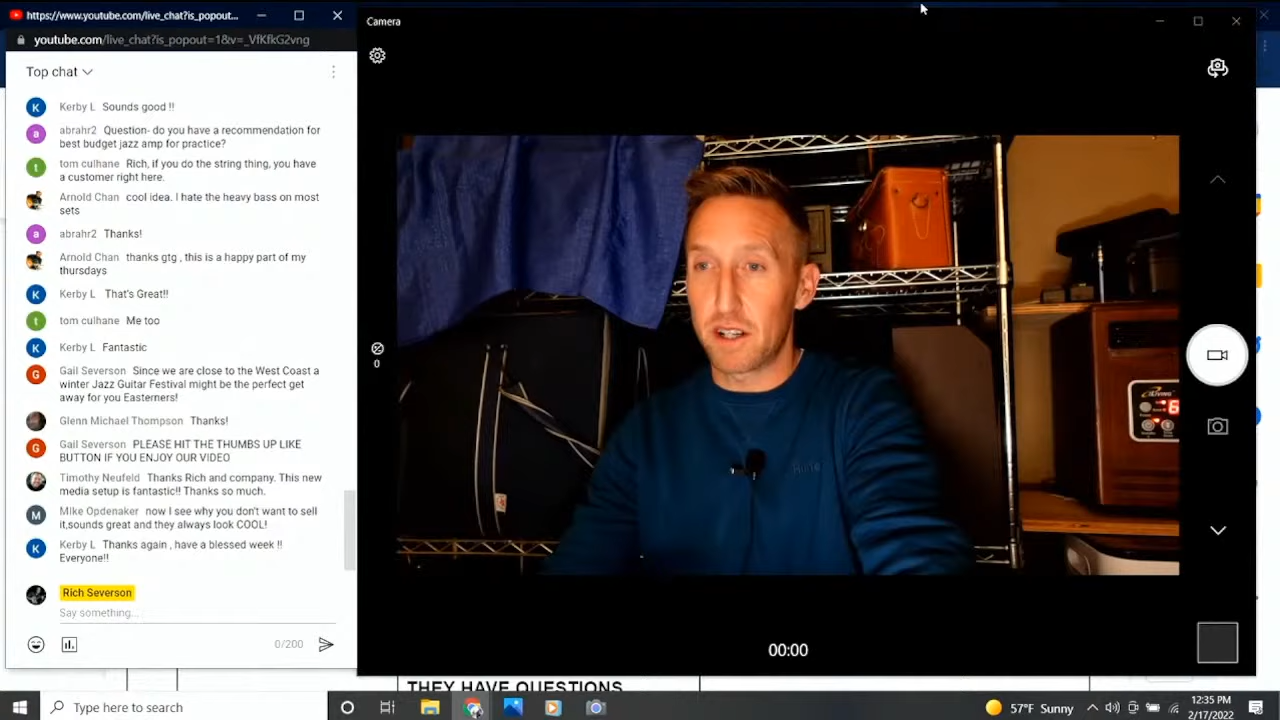 https://www.youtube.com/live_chat?is_popout...
youtube.com/live_chat?is_popout=1&v=_VfKfkG2vng
Top chat
K Kerby L Sounds good !!
a abrahr2 Question- do you have a recommendation for
best budget jazz amp for practice?
t tom culhane Rich, if you do the string thing, you have
a customer right here.
Arnold Chan cool idea. I hate the heavy bass on most
sets
a abrahr2 Thanks!
Arnold Chan thanks gtg , this is a happy part of my
thursdays
K Kerby L That's Great!!
t tom culhane Me too
K Kerby L Fantastic
G Gail Severson Since we are close to the West Coast a
winter Jazz Guitar Festival might be the perfect get
away for you Easterners!
Glenn Michael Thompson Thanks!
G Gail Severson PLEASE HIT THE THUMBS UP LIKE
BUTTON IF YOU ENJOY OUR VIDEO
Timothy Neufeld Thanks Rich and company. This new
media setup is fantastic!! Thanks so much.
M MIke Opdenaker now I see why you don't want to sell
it,sounds great and they always look COOL!
K Kerby L Thanks again , have a blessed week !!
Everyone!!
Rich Severson
Say something...
0/200
Camera
0
00:00
THEY HAVE QUESTIONS
Type here to search
57°F Sunny
12:35 PM
2/17/2022